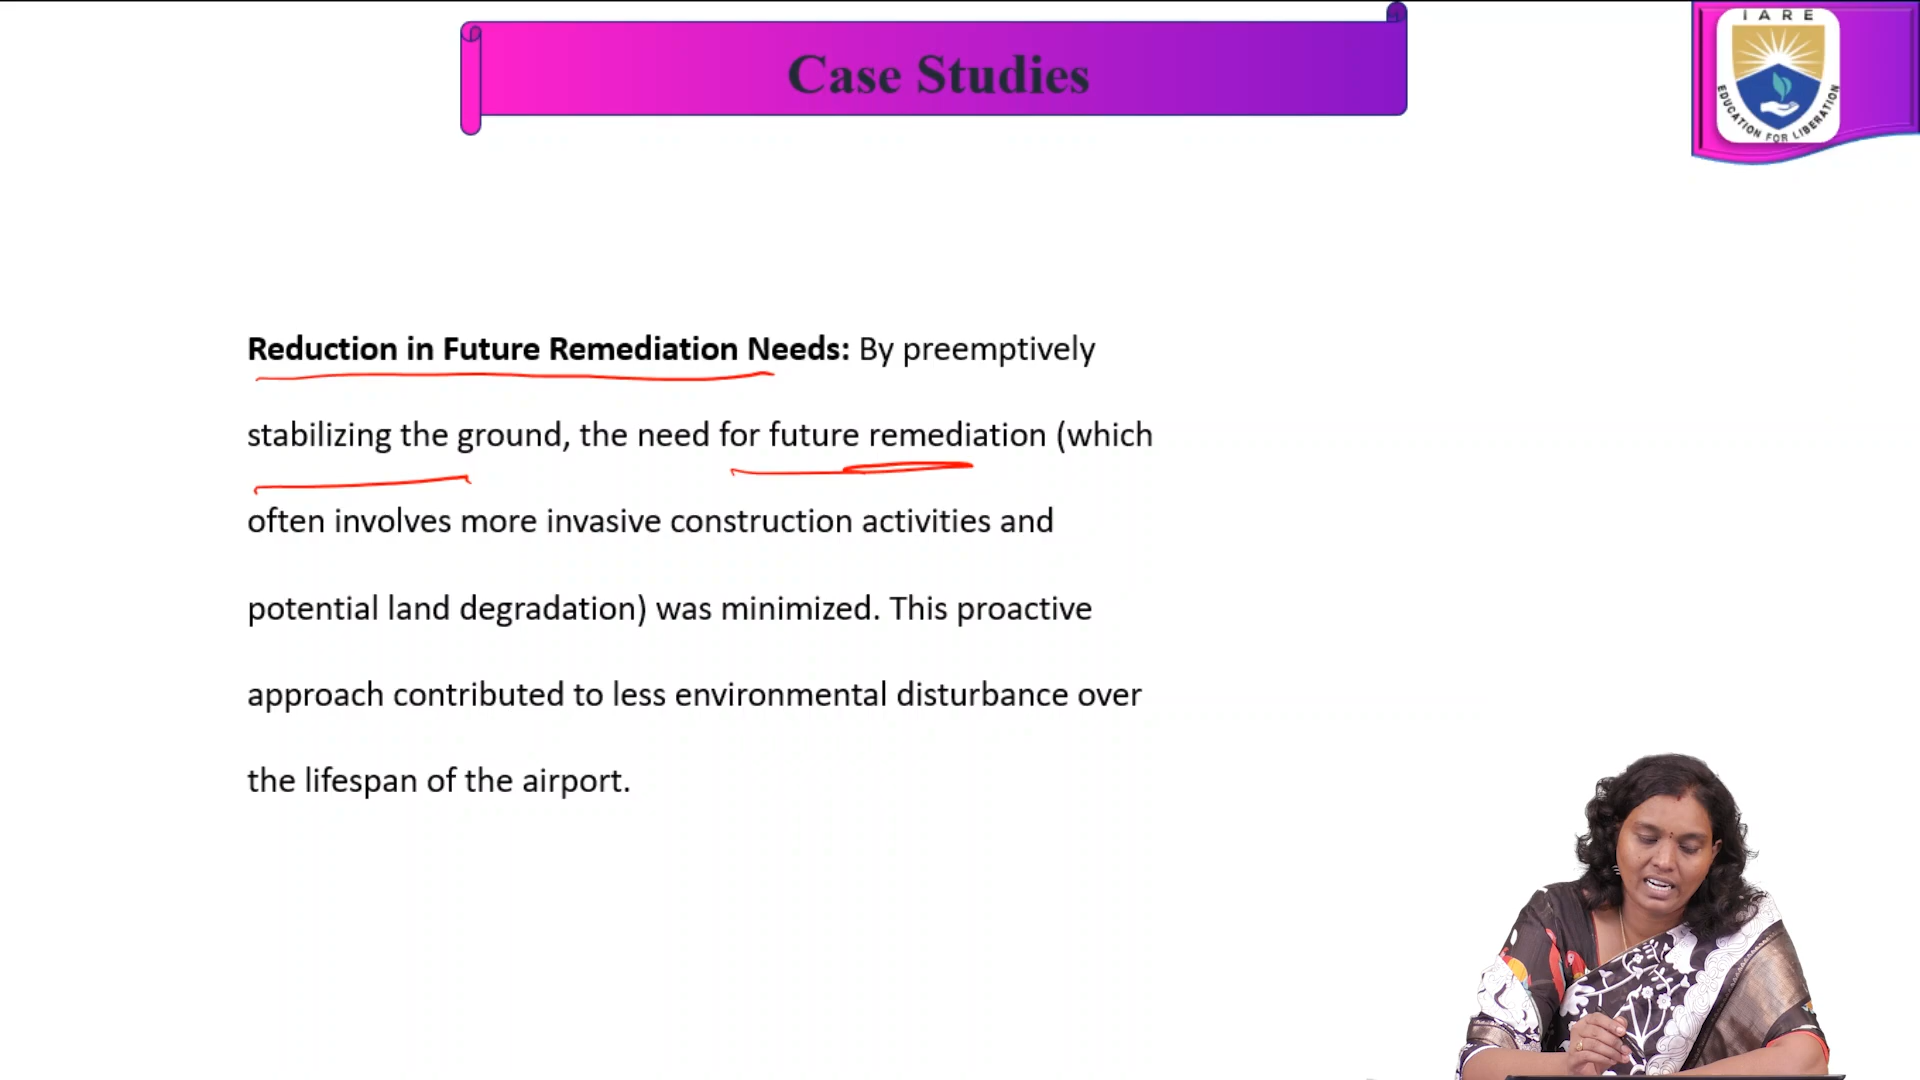 Case Studies
IARE
EDUCATION FOR LIBERATION
Reduction in Future Remediation Needs: By preemptively
stabilizing the ground, the need for future remediation (which
often involves more invasive construction activities and
potential land degradation) was minimized. This proactive
approach contributed to less environmental disturbance over
the lifespan of the airport.